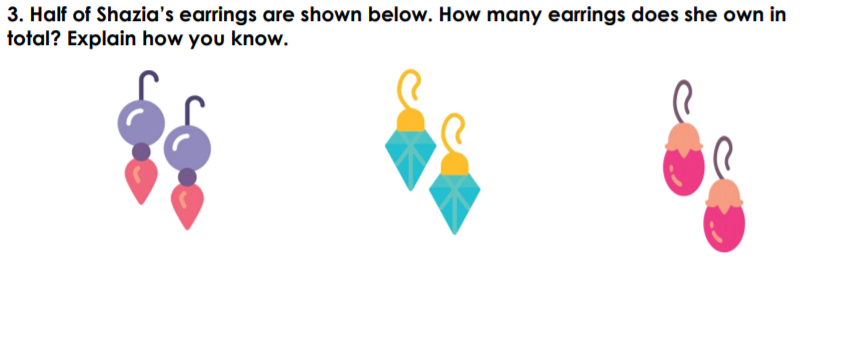 3. Half of Shazia's earrings are shown below. How many earrings does she own in
total? Explain how you know.